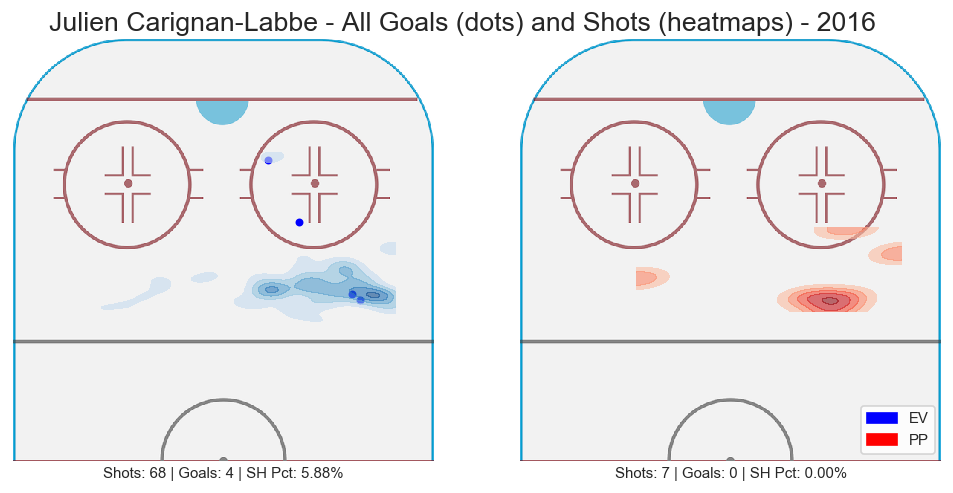 Julien Carignan-Labbe - All Goals (dots) and Shots (heatmaps) - 2016
EV
PP
Shots: 68 | Goals: 4 | SH Pct: 5.88%
Shots: 7 | Goals: 0 | SH Pct: 0.00%